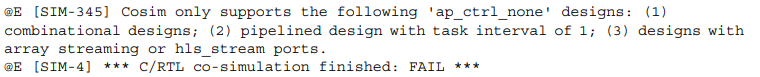 @E [SIM-345] Cosim only supports the following 'ap_ctrl_none' designs: (1)
combinational designs; (2) pipelined design with task interval of 1; (3) designs with
array streaming or hls_stream ports.
@E [SIM-4] *** C/RTL co-simulation finished: FAIL ***